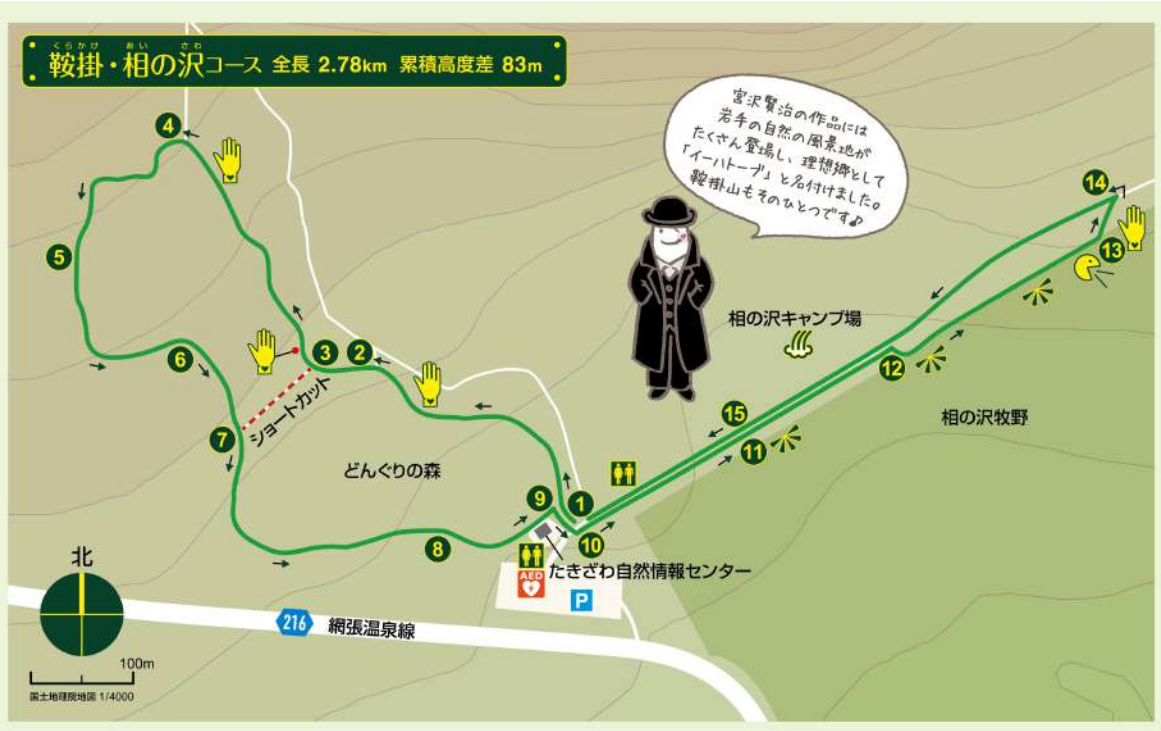 くらかけ あい さわ
鞍掛・相の沢コース 全長 2.78km 累積高度差 83m
宮沢賢治の作品には
岩手の自然の風景地が
たくさん登場し、理想郷として
「イーハトーブ」と名付けました。
鞍掛山もそのひとつです♪
4
14
13
5
相の沢キャンプ場
6
3
2
12
ショートカット
15
相の沢牧野
7
11
どんぐりの森
9
1
8
10
北
たきざわ自然情報センター
AED
P
216 網張温泉線
100m
国土地理院地図 1/4000